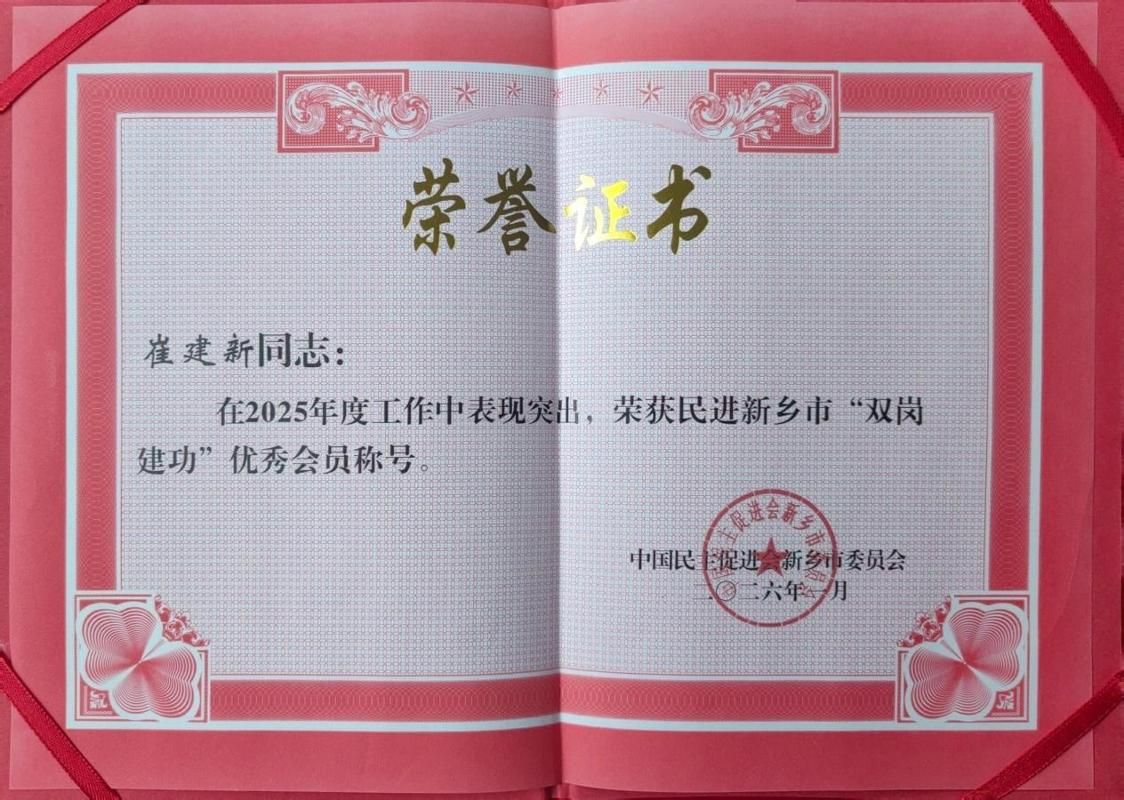 荣誉证书
崔建新同志：
在2025年度工作中表现突出，荣获民进新乡市“双岗
建功”优秀会员称号。
中国民主促进会新乡市委员会
二〇二六年一月